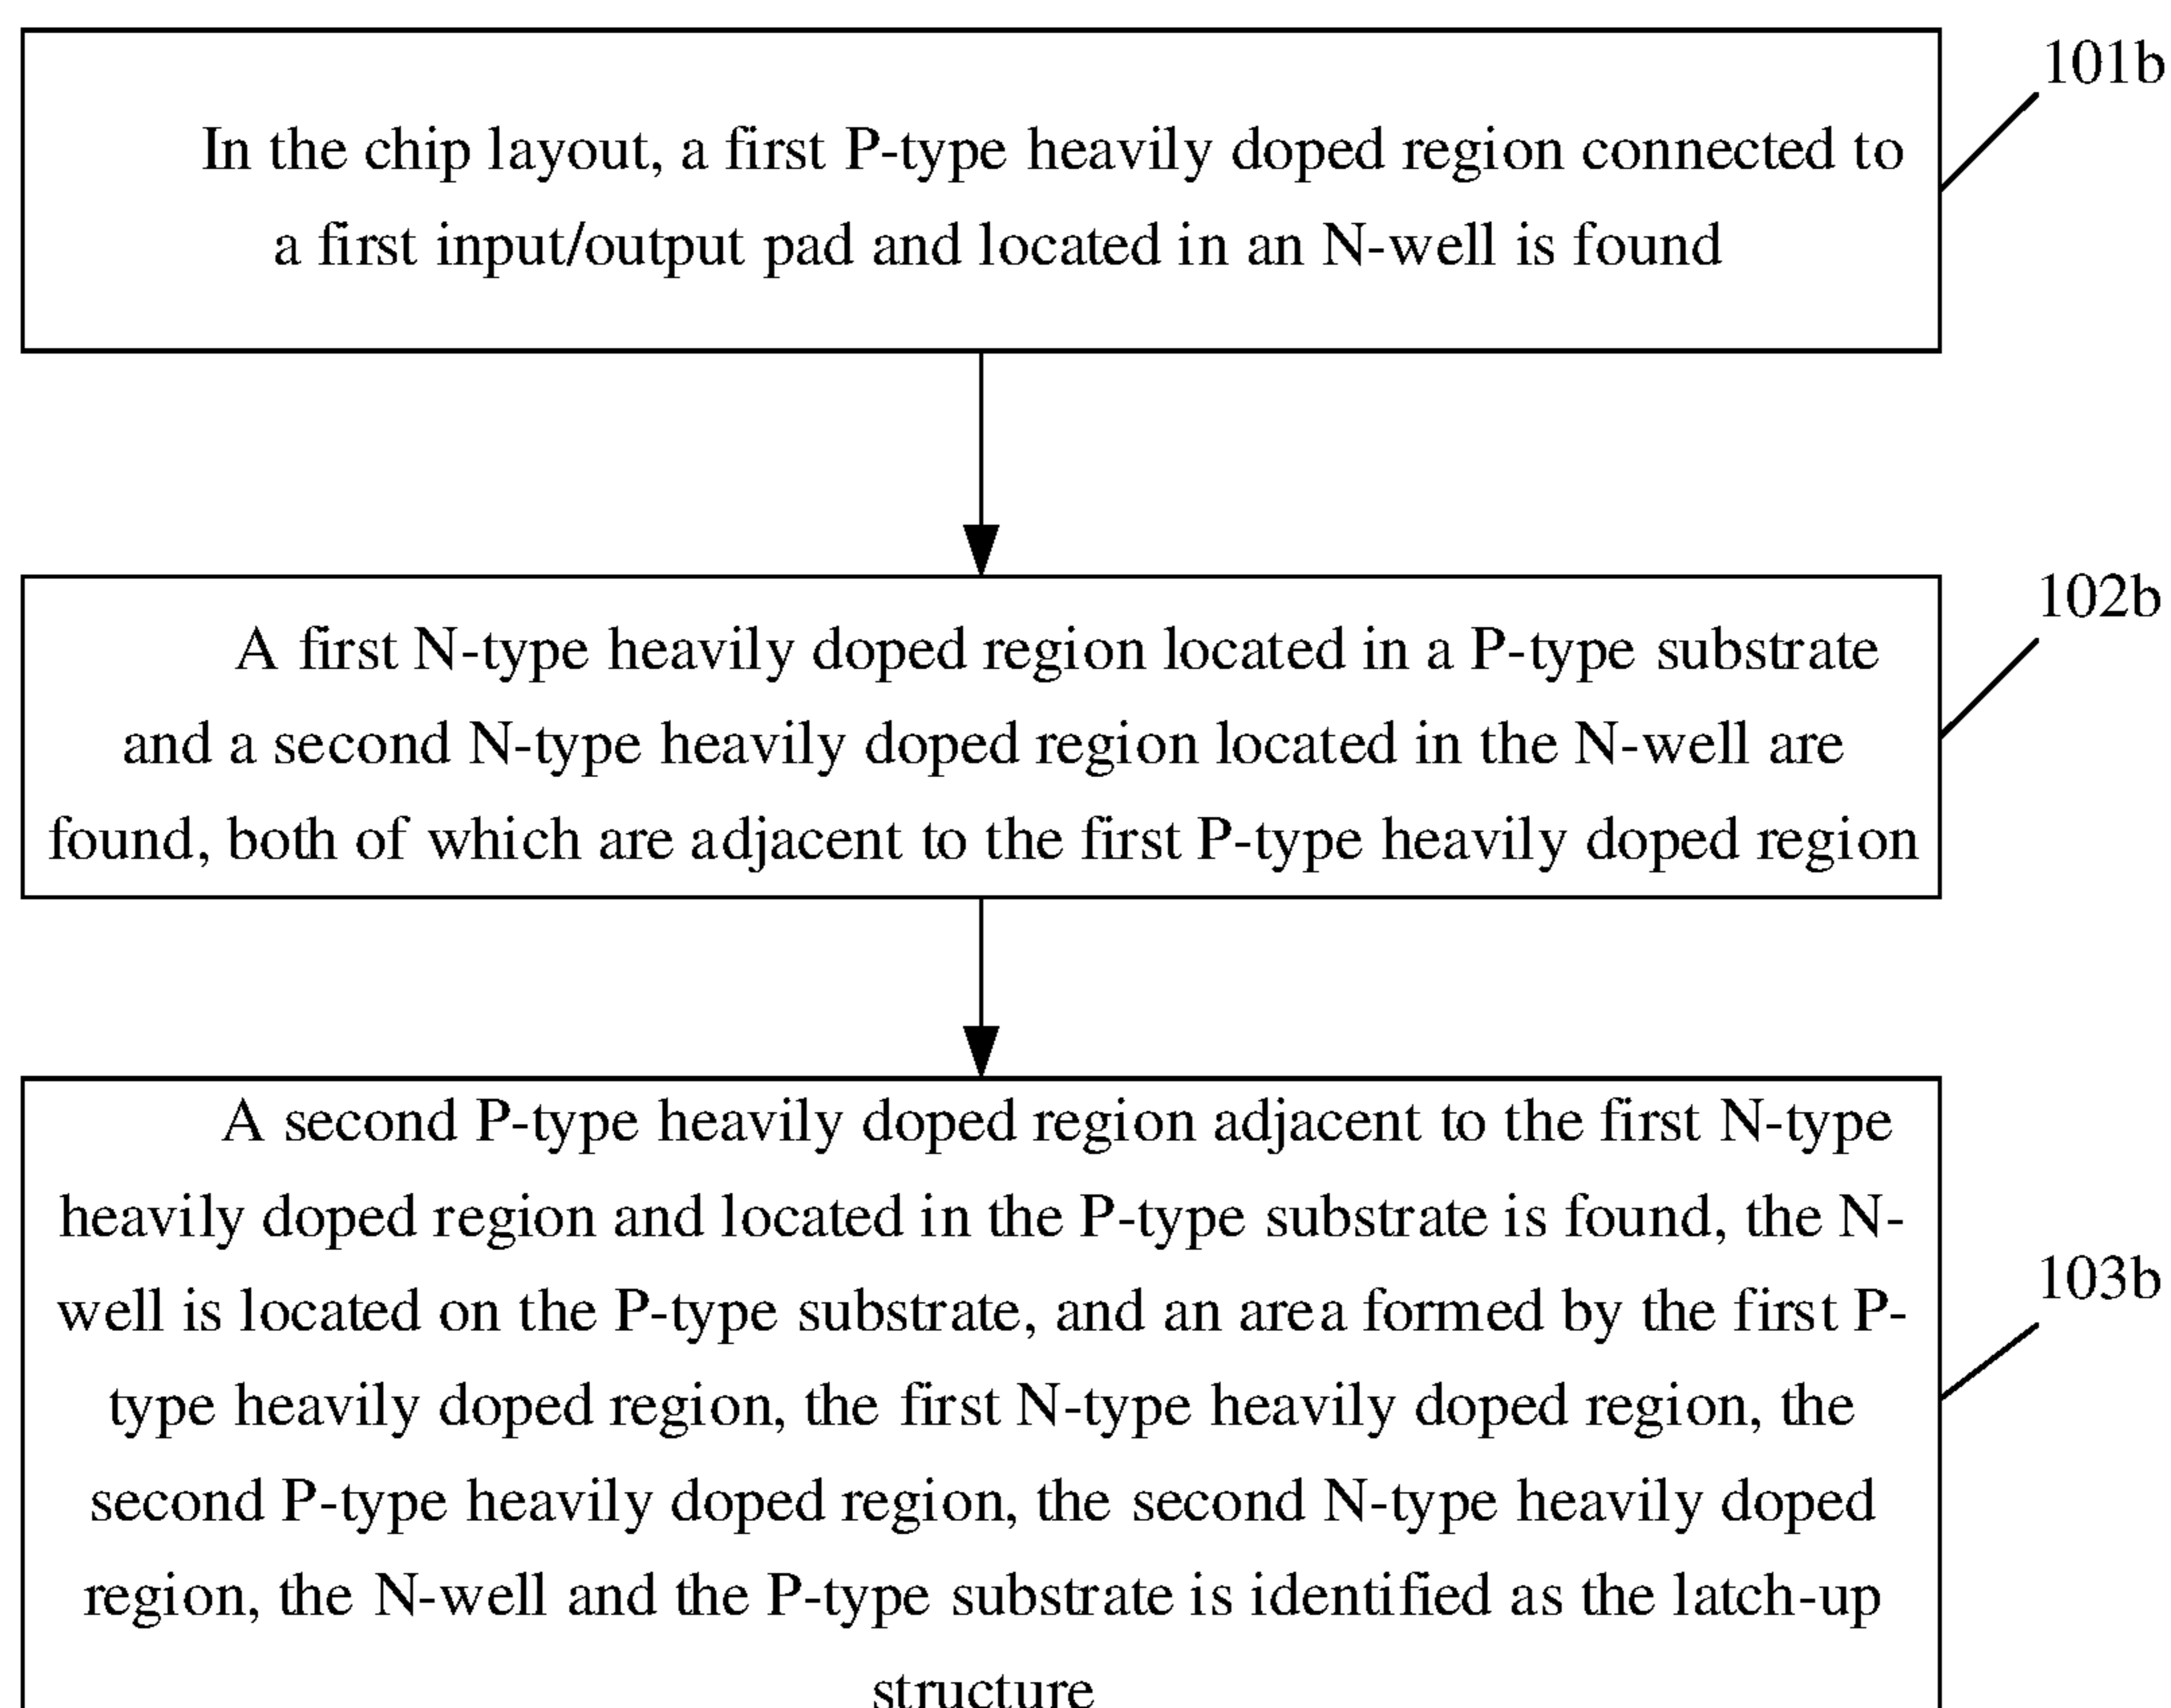 101b
In the chip layout, a first P-type heavily doped region connected to
a first input/output pad and located in an N-well is found
102b
A first N-type heavily doped region located in a P-type substrate
and a second N-type heavily doped region located in the N-well are
found, both of which are adjacent to the first P-type heavily doped region
A second P-type heavily doped region adjacent to the first N-type
heavily doped region and located in the P-type substrate is found, the N-
103b
well is located on the P-type substrate, and an area formed by the first P-
type heavily doped region, the first N-type heavily doped region, the
second P-type heavily doped region, the second N-type heavily doped
region, the N-well and the P-type substrate is identified as the latch-up
structure